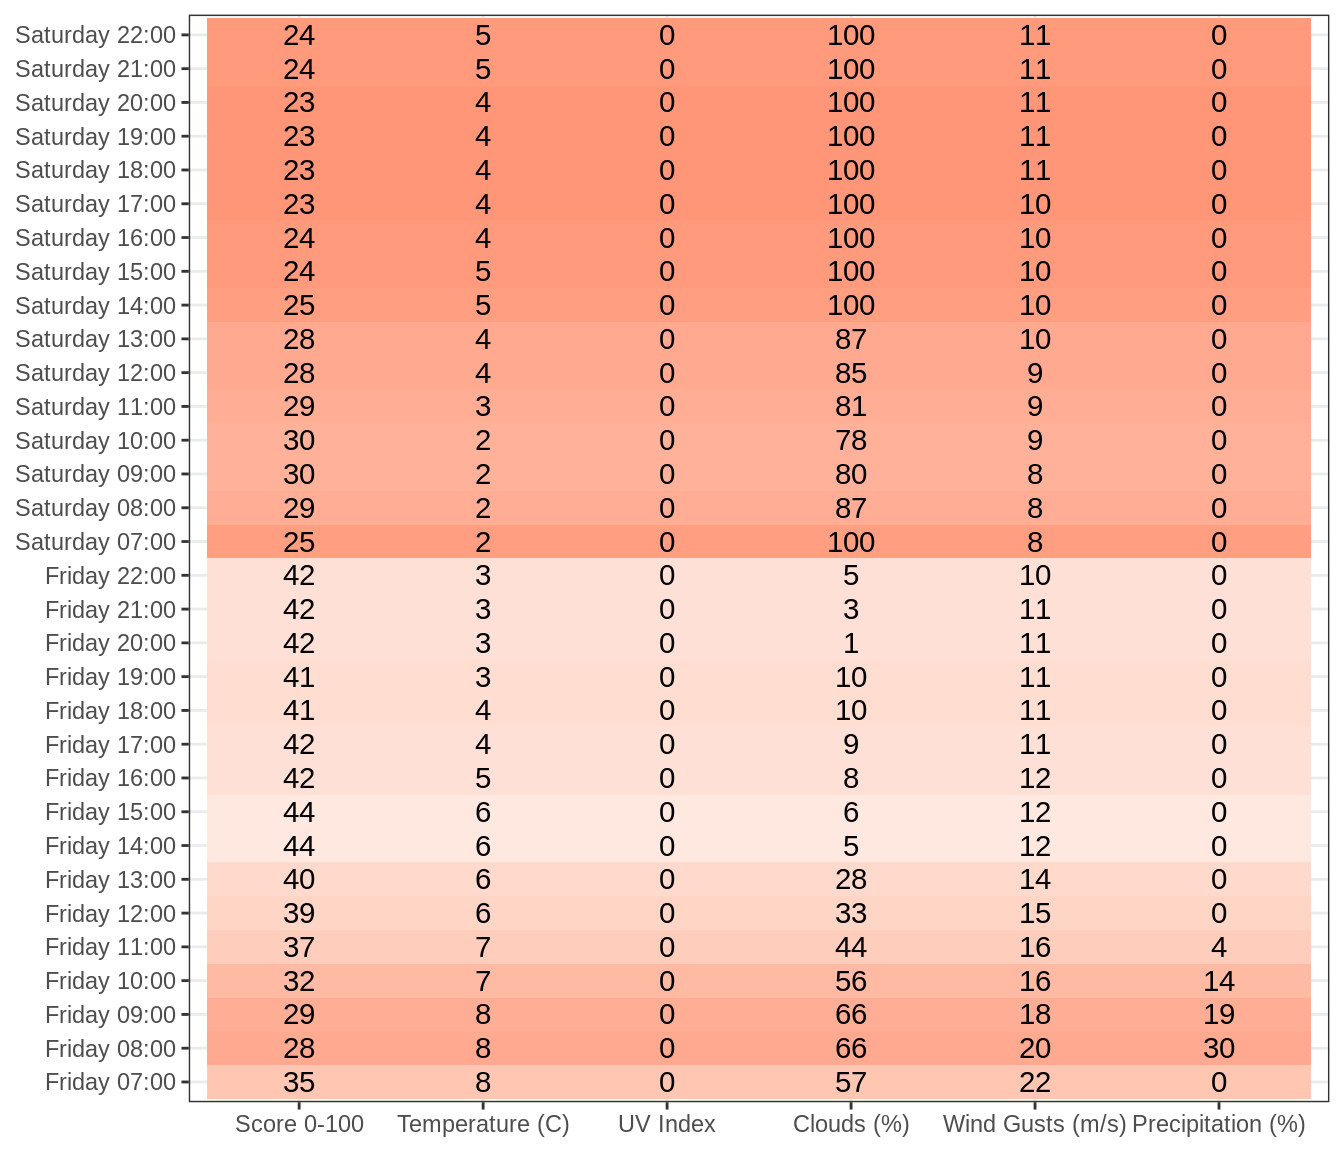 Saturday 22:00 24 5 0 100 11 0
Saturday 21:00 24 5 0 100 11 0
Saturday 20:00 23 4 0 100 11 0
Saturday 19:00 23 4 0 100 11 0
Saturday 18:00 23 4 0 100 11 0
Saturday 17:00 23 4 0 100 10 0
Saturday 16:00 24 4 0 100 10 0
Saturday 15:00 24 5 0 100 10 0
Saturday 14:00 25 5 0 100 10 0
Saturday 13:00 28 4 0 87 10 0
Saturday 12:00 28 4 0 85 9 0
Saturday 11:00 29 3 0 81 9 0
Saturday 10:00 30 2 0 78 9 0
Saturday 09:00 30 2 0 80 8 0
Saturday 08:00 29 2 0 87 8 0
Saturday 07:00 25 2 0 100 8 0
Friday 22:00 42 3 0 5 10 0
Friday 21:00 42 3 0 3 11 0
Friday 20:00 42 3 0 1 11 0
Friday 19:00 41 3 0 10 11 0
Friday 18:00 41 4 0 10 11 0
Friday 17:00 42 4 0 9 11 0
Friday 16:00 42 5 0 8 12 0
Friday 15:00 44 6 0 6 12 0
Friday 14:00 44 6 0 5 12 0
Friday 13:00 40 6 0 28 14 0
Friday 12:00 39 6 0 33 15 0
Friday 11:00 37 7 0 44 16 4
Friday 10:00 32 7 0 56 16 14
Friday 09:00 29 8 0 66 18 19
Friday 08:00 28 8 0 66 20 30
Friday 07:00 35 8 0 57 22 0
Score 0-100 Temperature (C) UV Index Clouds (%) Wind Gusts (m/s) Precipitation (%)